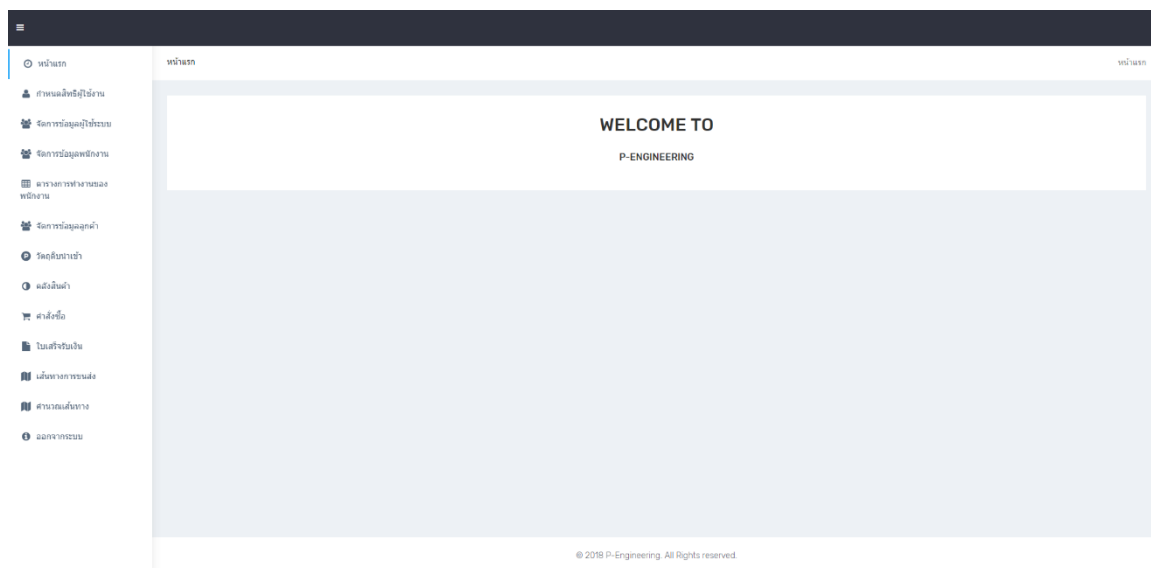 หน้าแรก
หน้าแรก
หน้าแรก
กำหนดสิทธิผู้ใช้งาน
จัดการข้อมูลผู้ใช้ระบบ
จัดการข้อมูลพนักงาน
ตารางการทำงานของ
พนักงาน
จัดการข้อมูลลูกค้า
วัตถุดิบนำเข้า
คลังสินค้า
คำสั่งซื้อ
ใบเสร็จรับเงิน
เส้นทางการขนส่ง
คำนวณเส้นทาง
ออกจากระบบ
WELCOME TO
P-ENGINEERING
© 2018 P-Engineering. All Rights reserved.